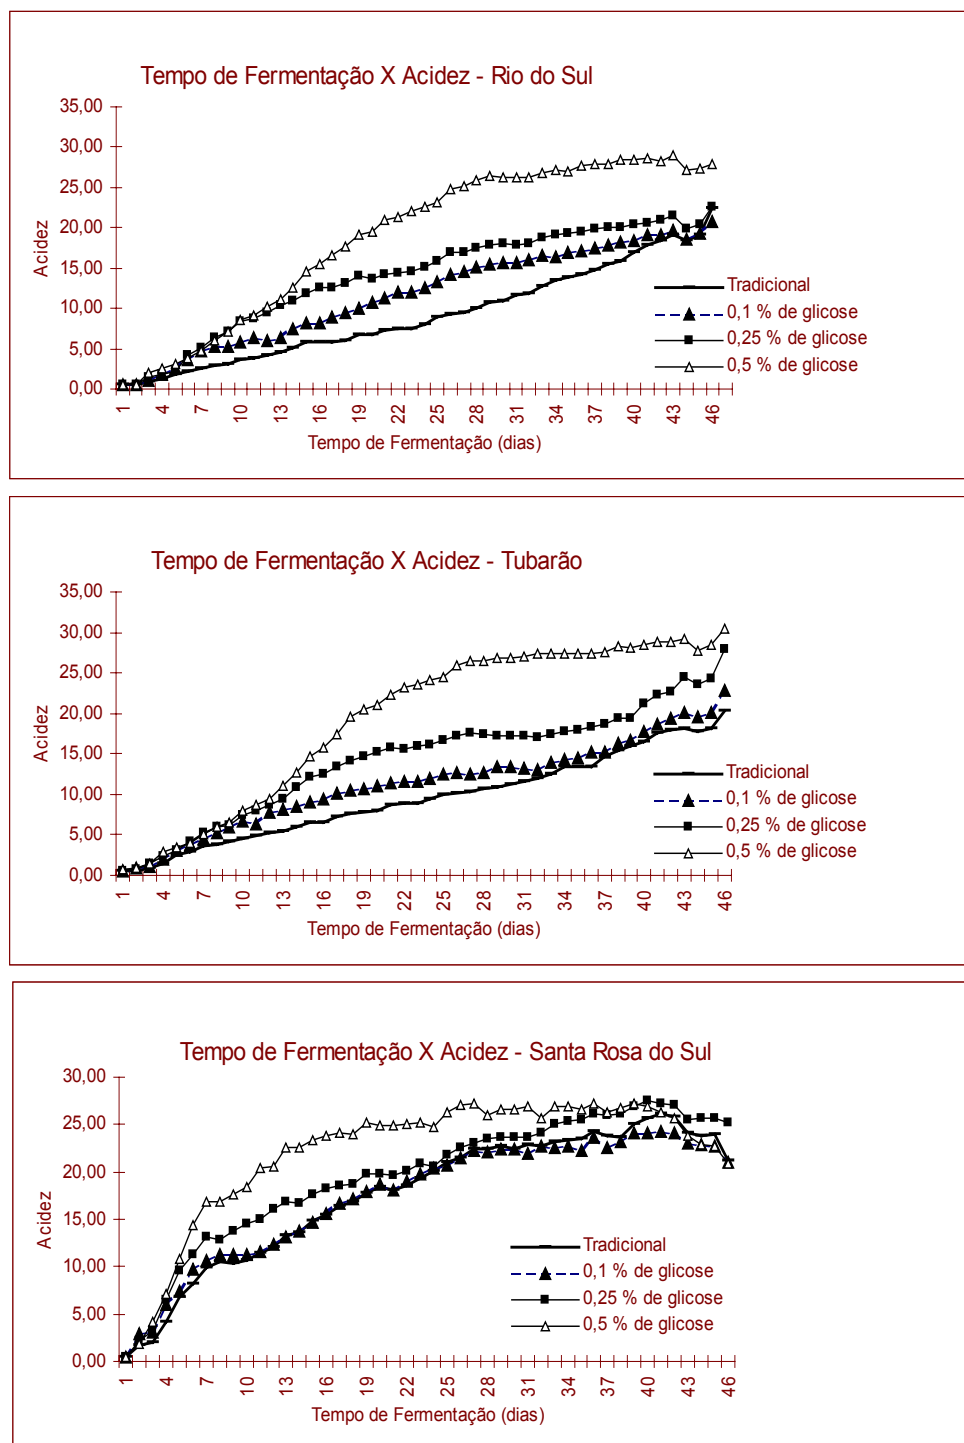 Tempo de Fermentação X Acidez - Rio do Sul
35,00
30,00
25,00
20,00
15,00
10,00
5,00
0,00
Acidez
1 4 7 10 13 16 19 22 25 28 31 34 37 40 43 46
Tempo de Fermentação (dias)
Tradicional
0,1 % de glicose
0,25 % de glicose
0,5 % de glicose
Tempo de Fermentação X Acidez - Tubarão
35,00
30,00
25,00
20,00
15,00
10,00
5,00
0,00
Acidez
1 4 7 10 13 16 19 22 25 28 31 34 37 40 43 46
Tempo de Fermentação (dias)
Tradicional
0,1 % de glicose
0,25 % de glicose
0,5 % de glicose
Tempo de Fermentação X Acidez - Santa Rosa do Sul
30,00
25,00
20,00
15,00
10,00
5,00
0,00
Acidez
1 4 7 10 13 16 19 22 25 28 31 34 37 40 43 46
Tempo de Fermentação (dias)
Tradicional
0,1 % de glicose
0,25 % de glicose
0,5 % de glicose